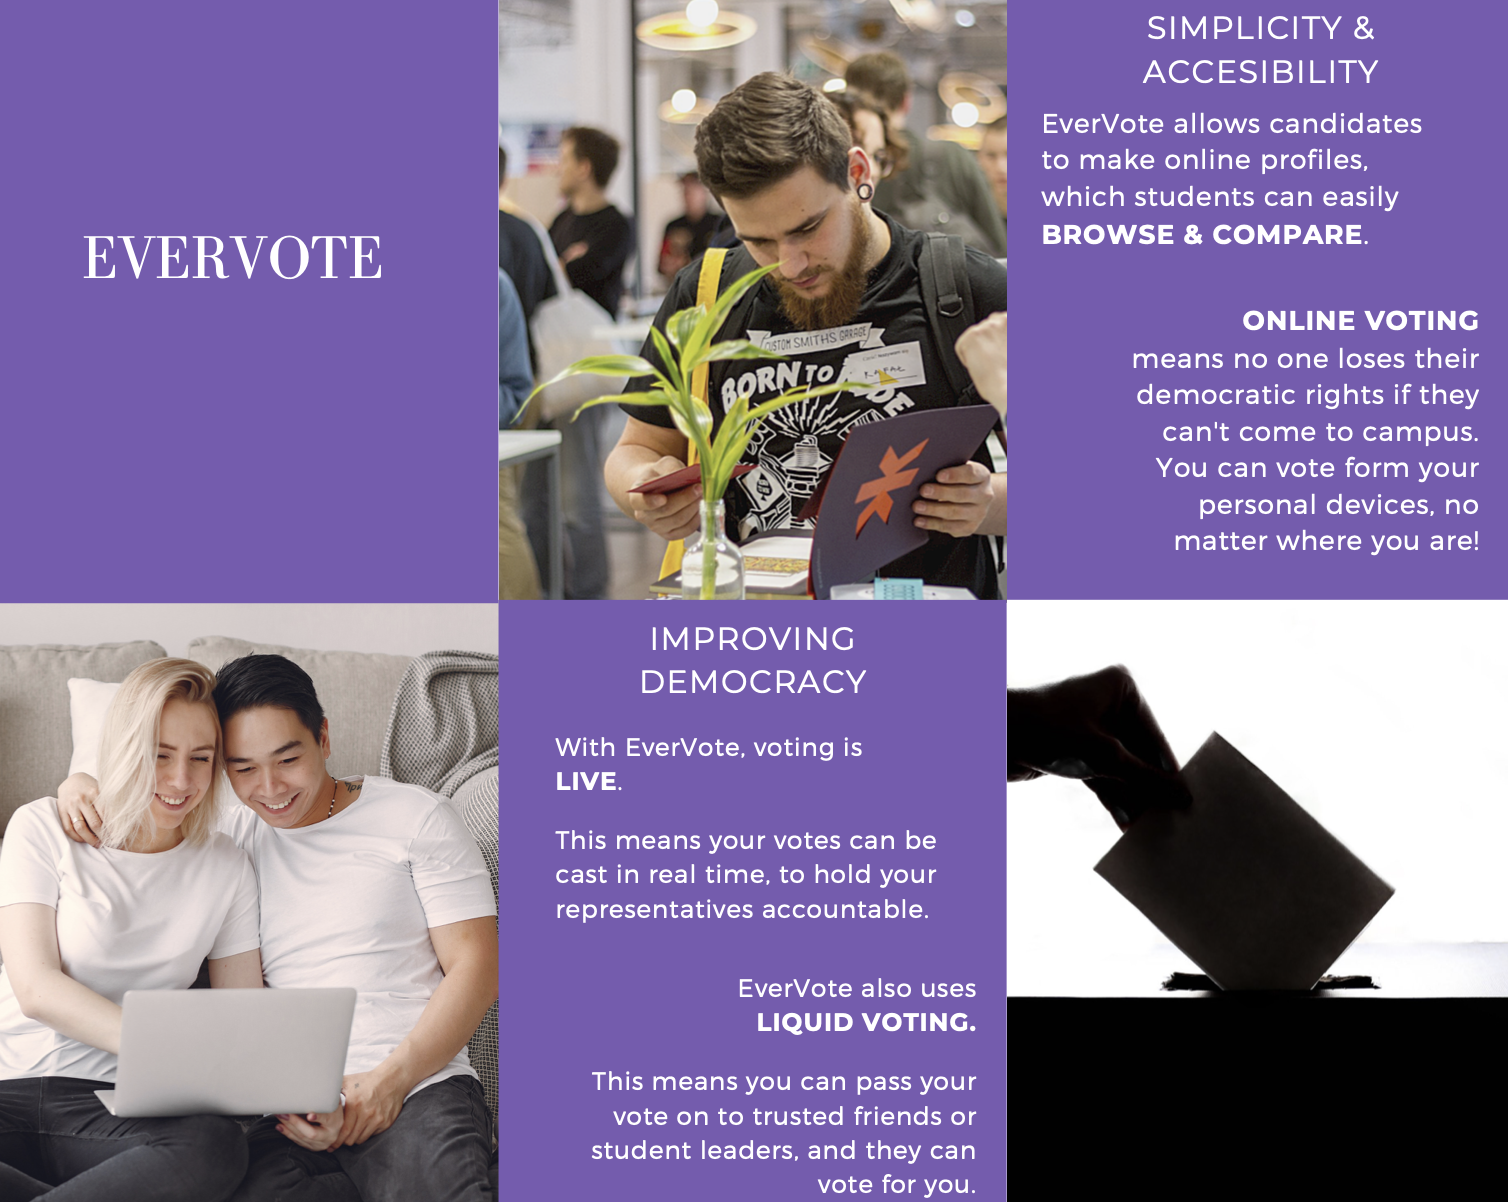 EVERVOTE
CUSTOM SMITHS GARAGE
BORN TO
SIMPLICITY &
ACCESIBILITY
EverVote allows candidates
to make online profiles,
which students can easily
BROWSE & COMPARE.
ONLINE VOTING
means no one loses their
democratic rights if they
can't come to campus.
You can vote form your
personal devices, no
matter where you are!
IMPROVING
DEMOCRACY
With EverVote, voting is
LIVE.
This means your votes can be
cast in real time, to hold your
representatives accountable.
EverVote also uses
LIQUID VOTING.
This means you can pass your
vote on to trusted friends or
student leaders, and they can
vote for you.